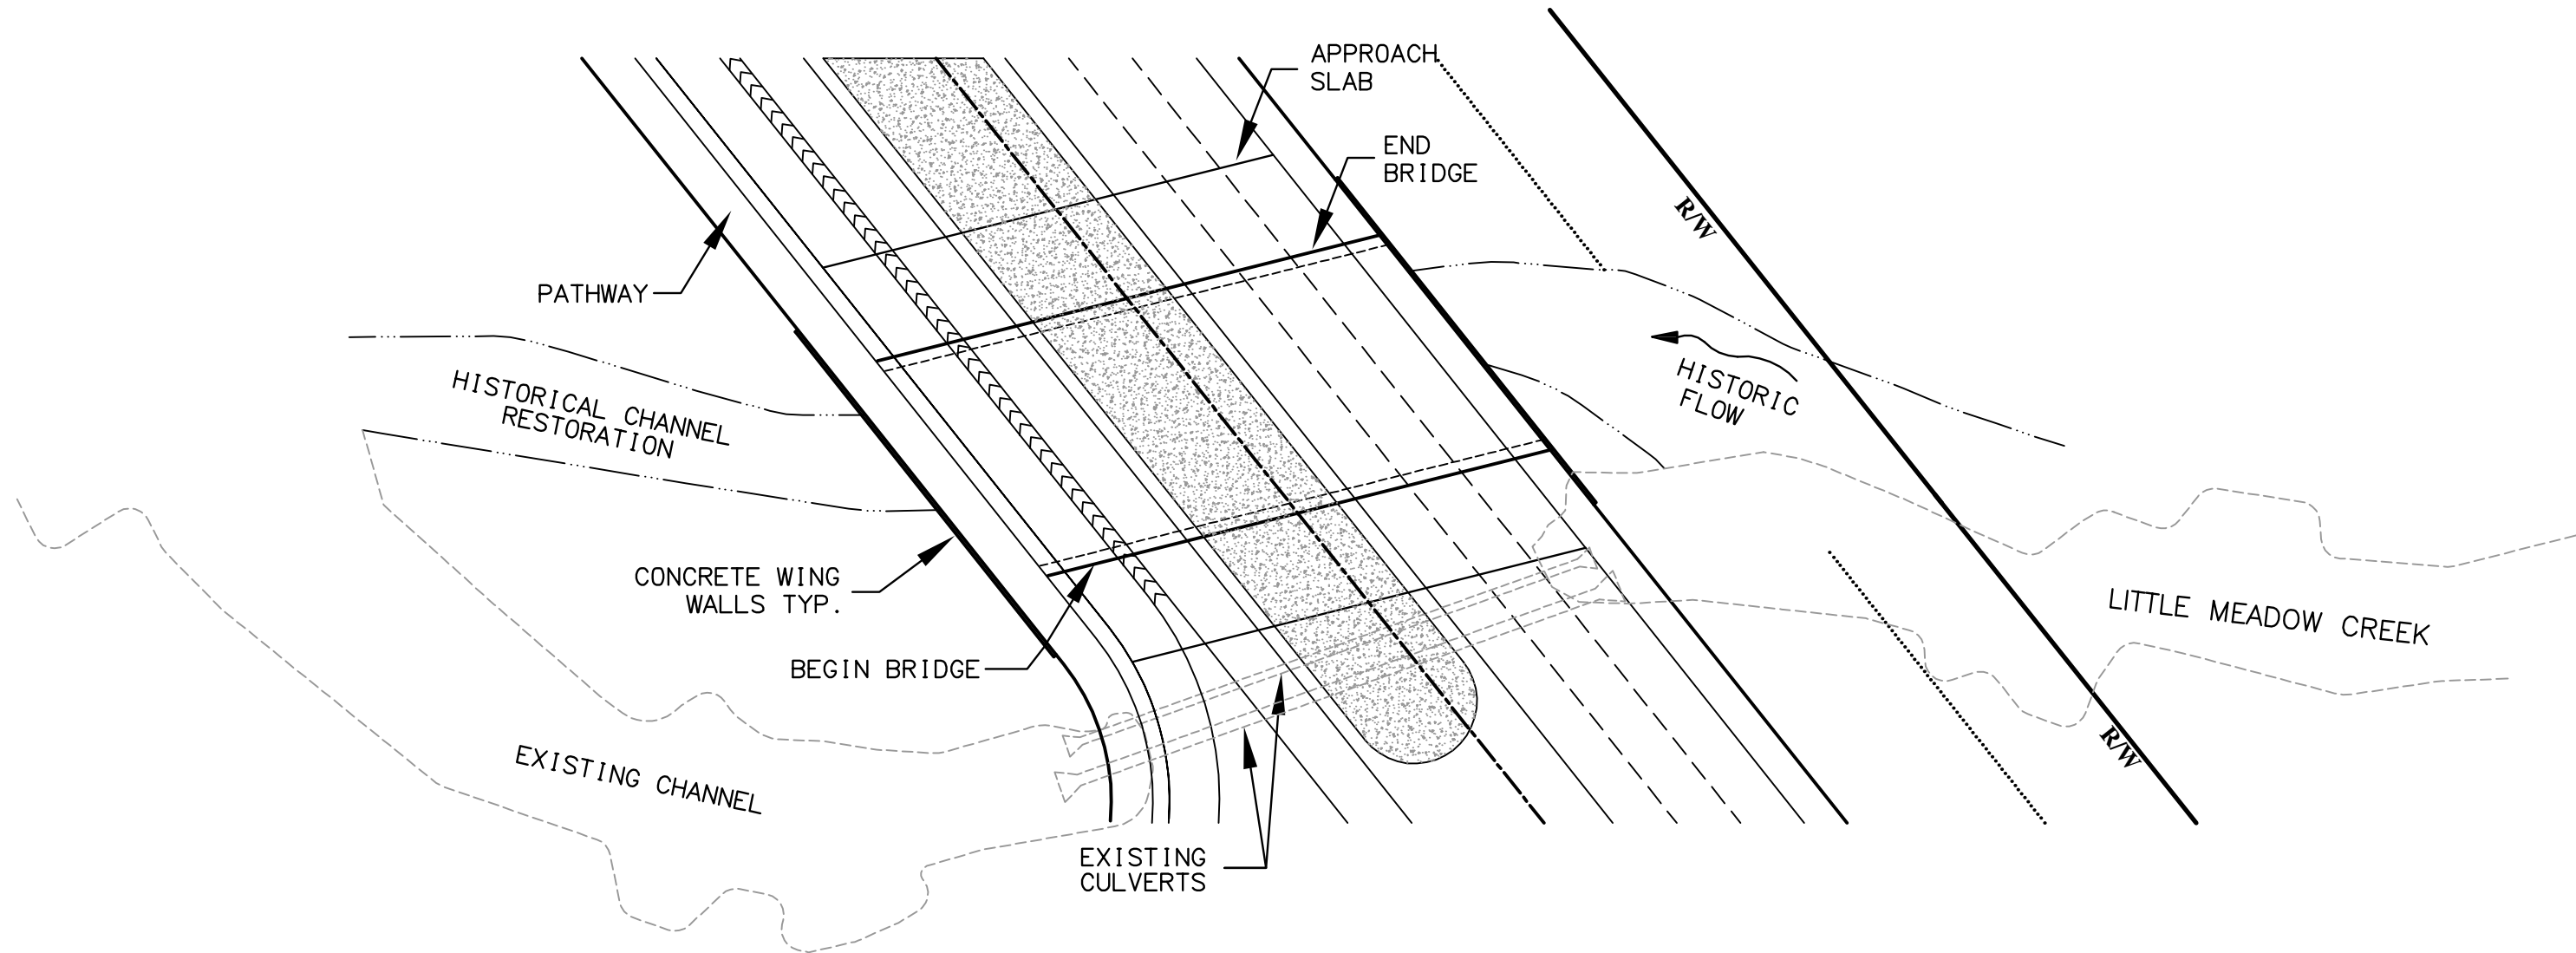 APPROACH
SLAB
END
BRIDGE
R/W
PATHWAY
HISTORICAL CHANNEL
RESTORATION
HISTORIC
FLOW
CONCRETE WING
WALLS TYP.
LITTLE MEADOW CREEK
BEGIN BRIDGE
R/W
EXISTING CHANNEL
EXISTING
CULVERTS